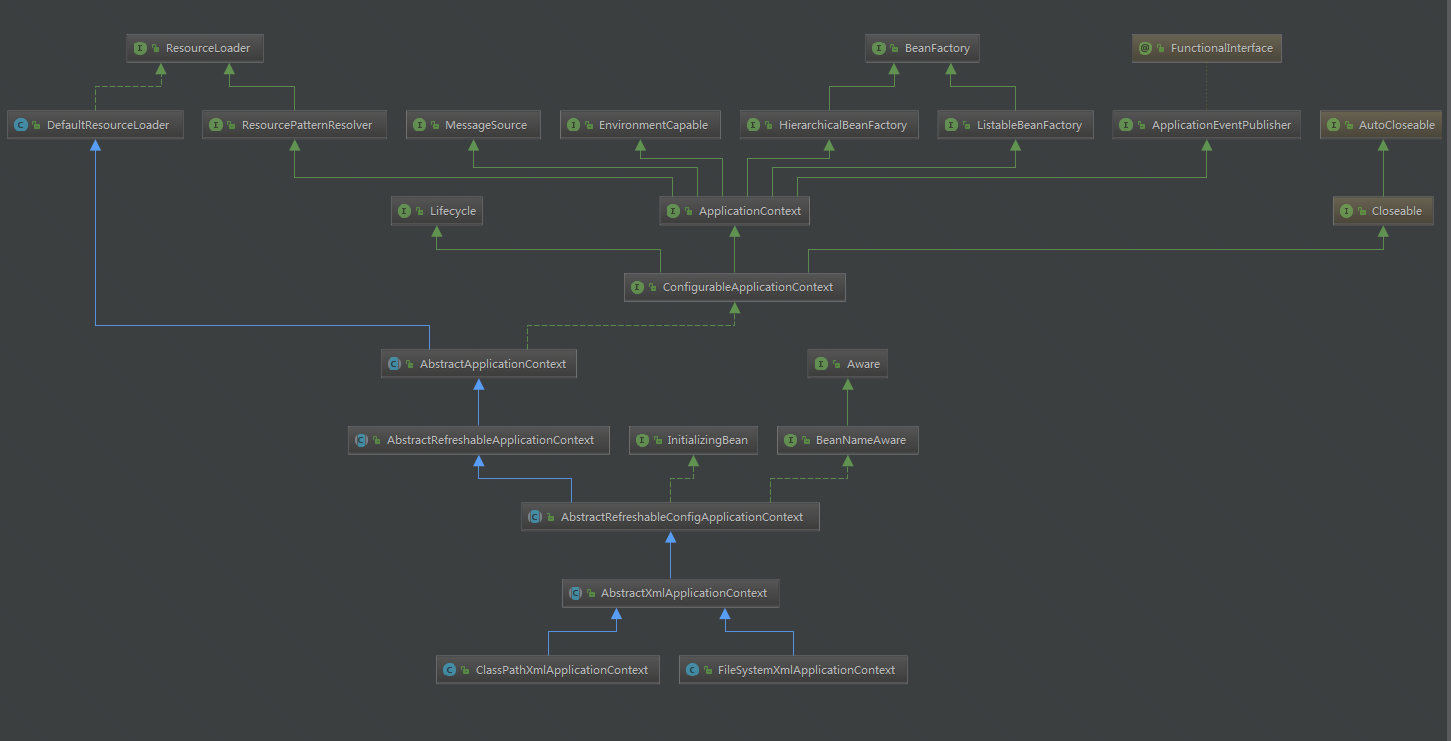 ResourceLoader
BeanFactory
FunctionalInterface
DefaultResourceLoader
ResourcePatternResolver
MessageSource
EnvironmentCapable
HierarchicalBeanFactory
ListableBeanFactory
ApplicationEventPublisher
AutoCloseable
Lifecycle
ApplicationContext
Closeable
ConfigurableApplicationContext
AbstractApplicationContext
Aware
AbstractRefreshableApplicationContext
InitializingBean
BeanNameAware
AbstractRefreshableConfigApplicationContext
AbstractXmlApplicationContext
ClassPathXmlApplicationContext
FileSystemXmlApplicationContext